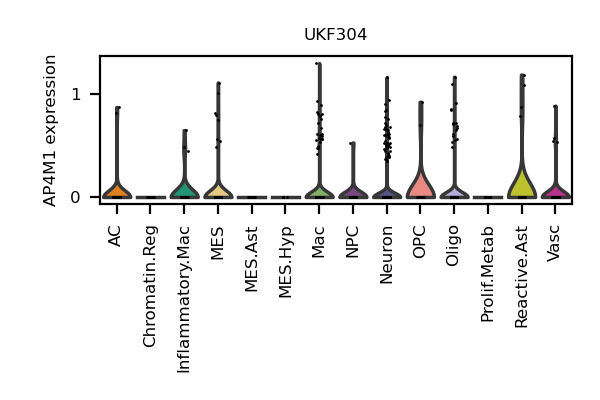 UKF304
AP4M1 expression
1
0
AC
Chromatin.Reg
Inflammatory.Mac
MES
MES.Ast
MES.Hyp
Mac
NPC
Neuron
OPC
Oligo
Prolif.Metab
Reactive.Ast
Vasc